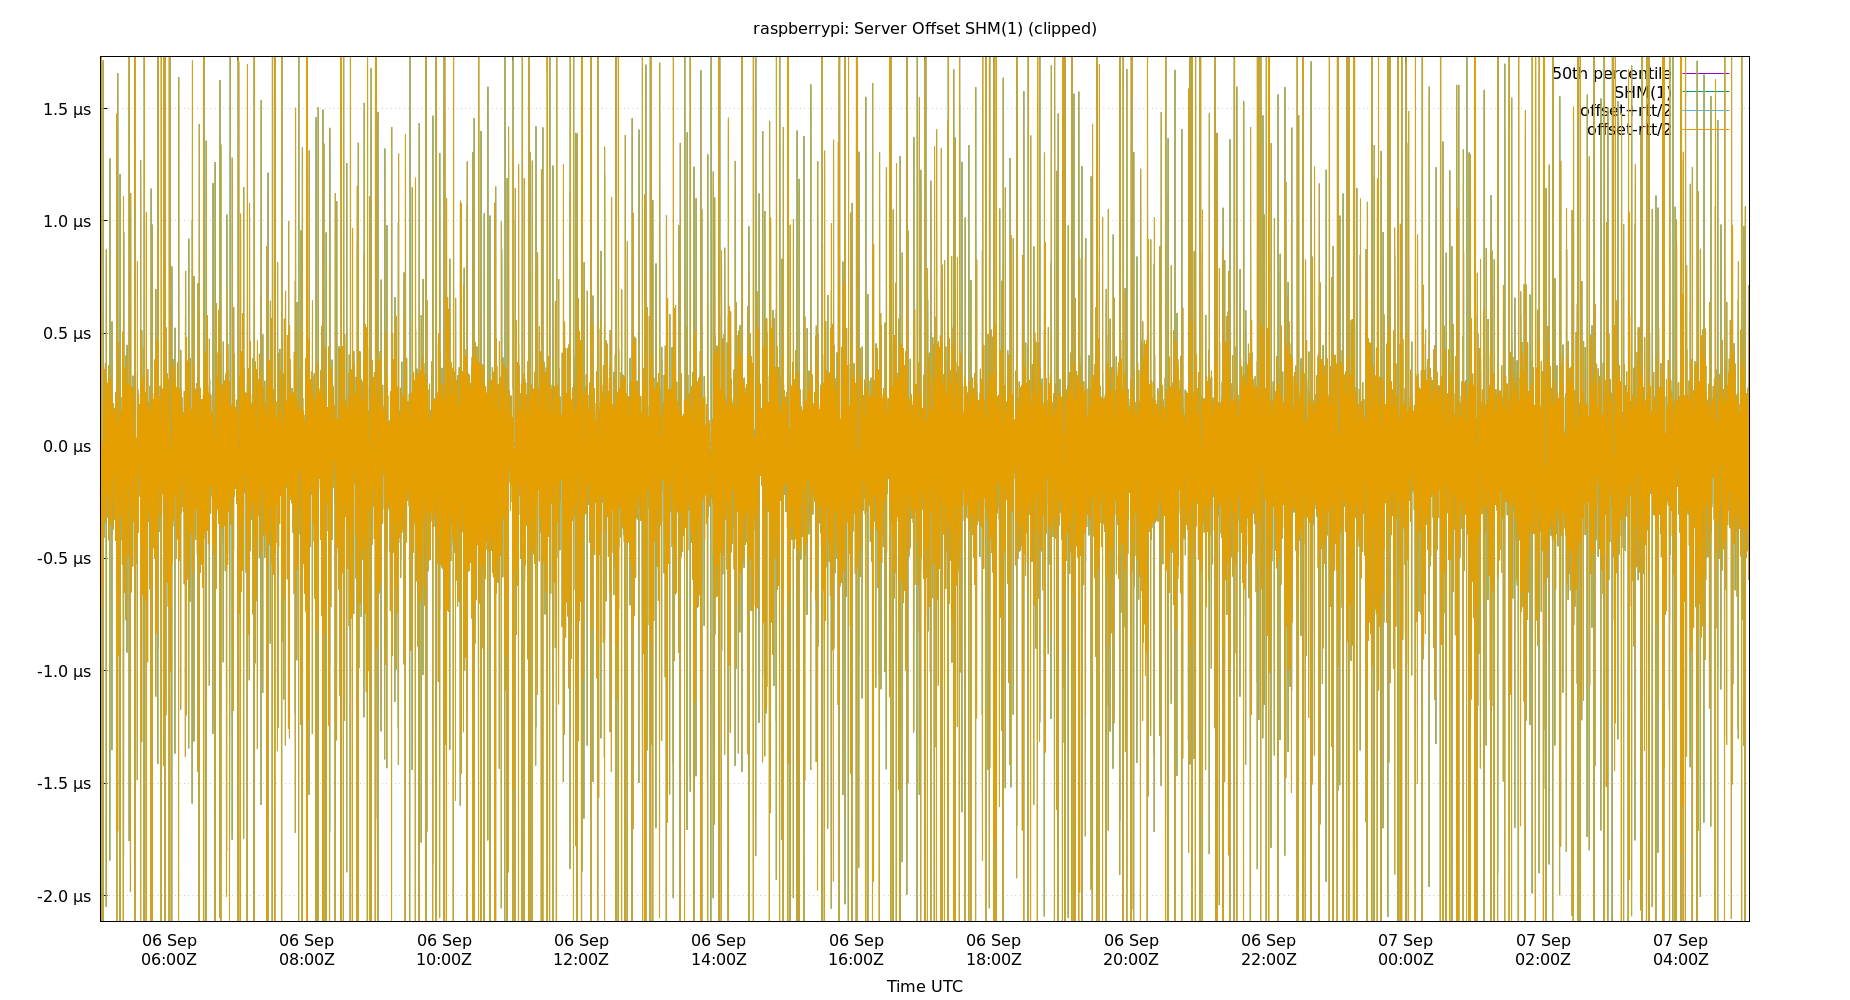 raspberrypi: Server Offset SHM(1) (clipped)
50th percentile
SHM(1)
offset+rtt/2
offset-rtt/2
1.5 µs
1.0 µs
0.5 µs
0.0 µs
-0.5 µs
-1.0 µs
-1.5 µs
-2.0 µs
06 Sep 06 Sep 06 Sep 06 Sep 06 Sep 06 Sep 06 Sep 06 Sep 06 Sep 07 Sep 07 Sep 07 Sep
06:00Z 08:00Z 10:00Z 12:00Z 14:00Z 16:00Z 18:00Z 20:00Z 22:00Z 00:00Z 02:00Z 04:00Z
Time UTC